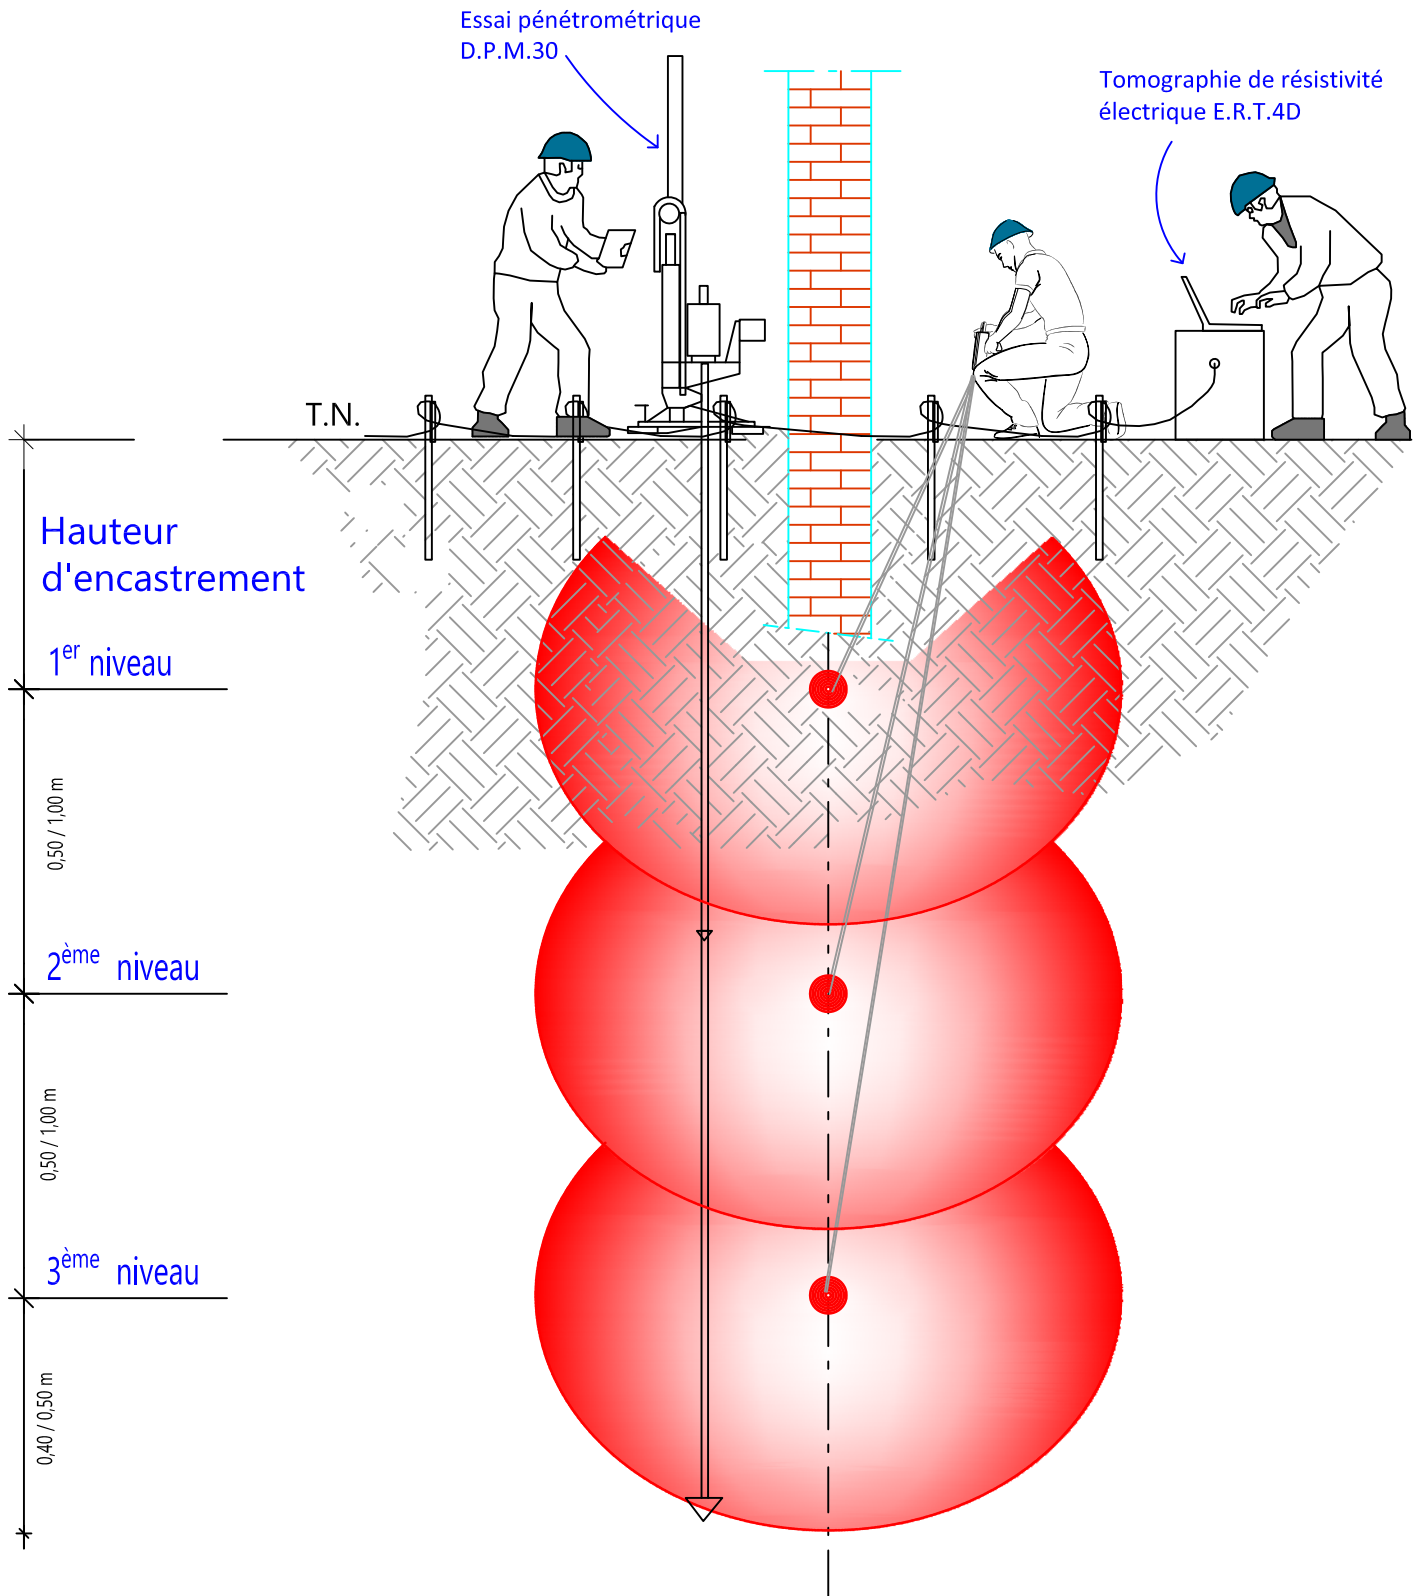 Essai pénétrométrique
D.P.M.30
Tomographie de résistivité
électrique E.R.T.4D
T.N.
Hauteur
d'encastrement
1er niveau
0,50 / 1,00 m
2ème niveau
0,50 / 1,00 m
3ème niveau
0,40 / 0,50 m